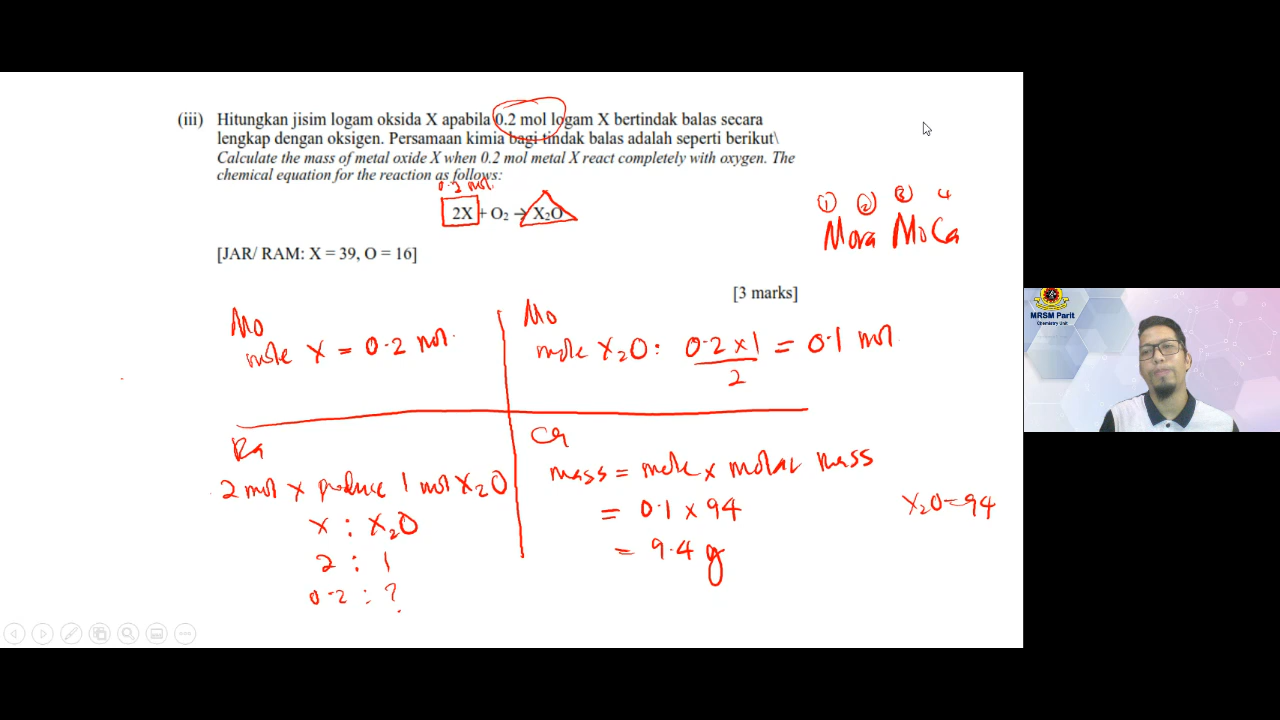 (iii) Hitungkan jisim logam oksida X apabila 0.2 mol logam X bertindak balas secara
lengkap dengan oksigen. Persamaan kimia bagi tindak balas adalah seperti berikut\
Calculate the mass of metal oxide X when 0.2 mol metal X react completely with oxygen. The
chemical equation for the reaction as follows:
0.2 mol
2X + O₂ → X₂O
① ② ③ 4
Mora MoCa
[JAR/ RAM: X = 39, O = 16]
[3 marks]
Mo
mole X = 0.2 mol.
Mo
mole X₂O: 0.2 x 1 = 0.1 mol
2
Ra
2 mol X produce 1 mol X₂O
X : X₂O
2 : 1
0.2 : ?
Ca
mass = mole x molar mass
= 0.1 x 94
= 9.4 g
X₂O = 94
MRSM Parit
Chemistry Unit